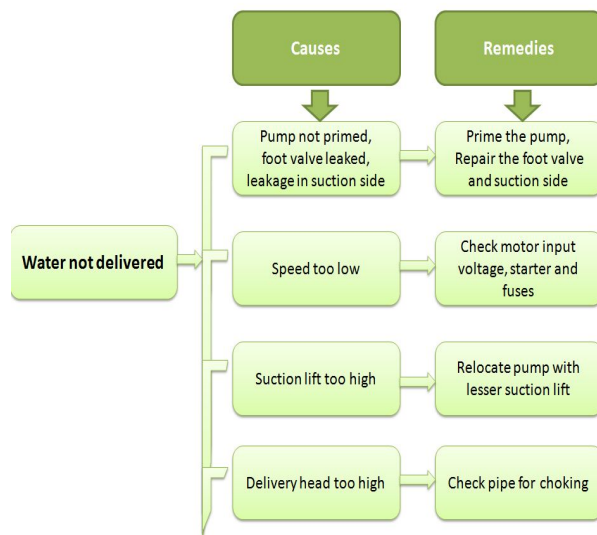 Causes
Remedies
Pump not primed,
foot valve leaked,
leakage in suction side
Prime the pump,
Repair the foot valve
and suction side
Water not delivered
Speed too low
Check motor input
voltage, starter and
fuses
Suction lift too high
Relocate pump with
lesser suction lift
Delivery head too high
Check pipe for choking